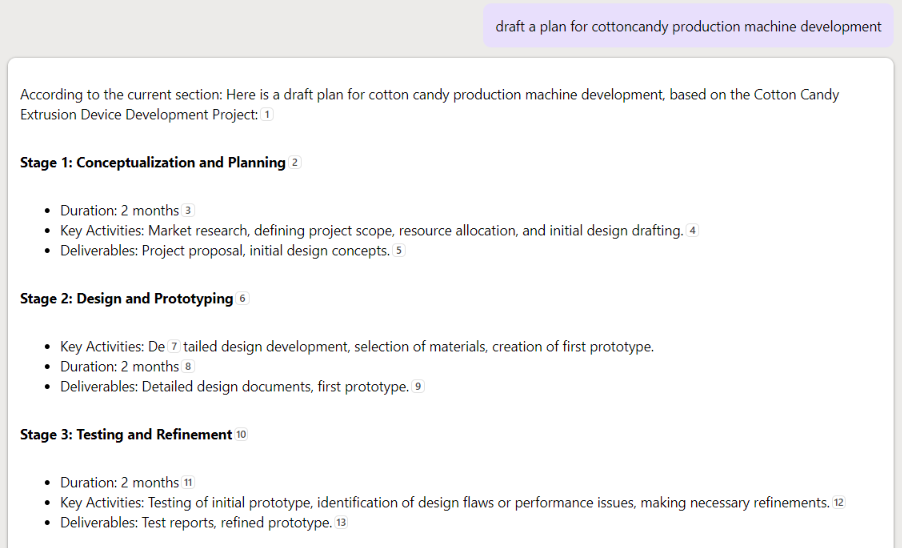 draft a plan for cottoncandy production machine development
According to the current section: Here is a draft plan for cotton candy production machine development, based on the Cotton Candy
Extrusion Device Development Project: 1
Stage 1: Conceptualization and Planning 2
• Duration: 2 months 3
• Key Activities: Market research, defining project scope, resource allocation, and initial design drafting. 4
• Deliverables: Project proposal, initial design concepts. 5
Stage 2: Design and Prototyping 6
• Key Activities: De 7 tailed design development, selection of materials, creation of first prototype.
• Duration: 2 months 8
• Deliverables: Detailed design documents, first prototype. 9
Stage 3: Testing and Refinement 10
• Duration: 2 months 11
• Key Activities: Testing of initial prototype, identification of design flaws or performance issues, making necessary refinements. 12
• Deliverables: Test reports, refined prototype. 13